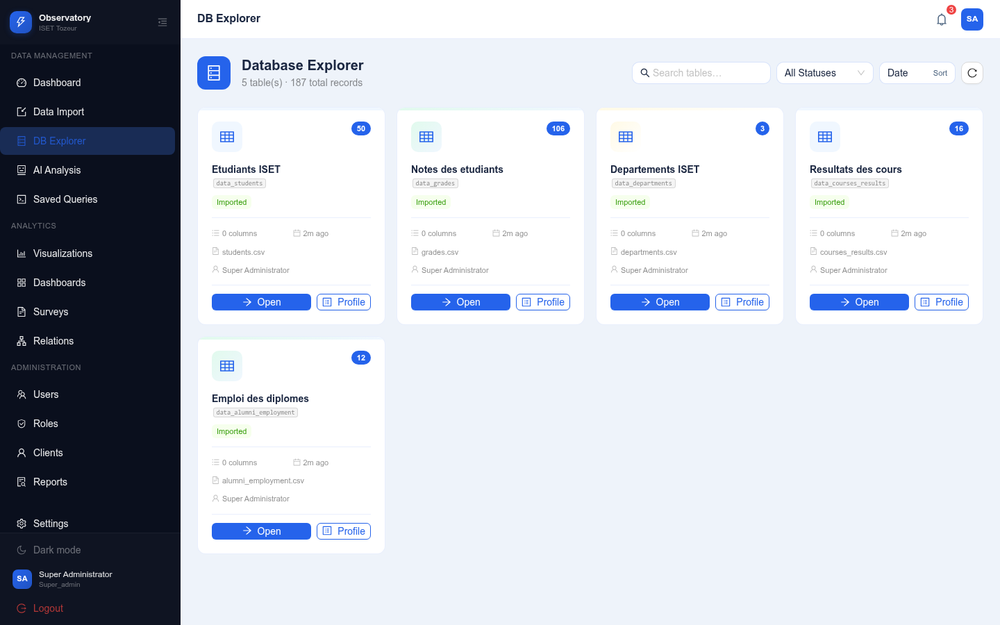 Observatory
ISET Tozeur
DATA MANAGEMENT
Dashboard
Data Import
DB Explorer
AI Analysis
Saved Queries
ANALYTICS
Visualizations
Dashboards
Surveys
Relations
ADMINISTRATION
Users
Roles
Clients
Reports
Settings
Dark mode
SA
Super Administrator
Super_admin
Logout
DB Explorer
3
SA
Database Explorer
5 table(s) · 187 total records
Search tables...
All Statuses
Date Sort
50
Etudiants ISET
data_students
Imported
0 columns 2m ago
students.csv
Super Administrator
Open Profile
106
Notes des etudiants
data_grades
Imported
0 columns 2m ago
grades.csv
Super Administrator
Open Profile
3
Departements ISET
data_departments
Imported
0 columns 2m ago
departments.csv
Super Administrator
Open Profile
16
Resultats des cours
data_courses_results
Imported
0 columns 2m ago
courses_results.csv
Super Administrator
Open Profile
12
Emploi des diplomes
data_alumni_employment
Imported
0 columns 2m ago
alumni_employment.csv
Super Administrator
Open Profile